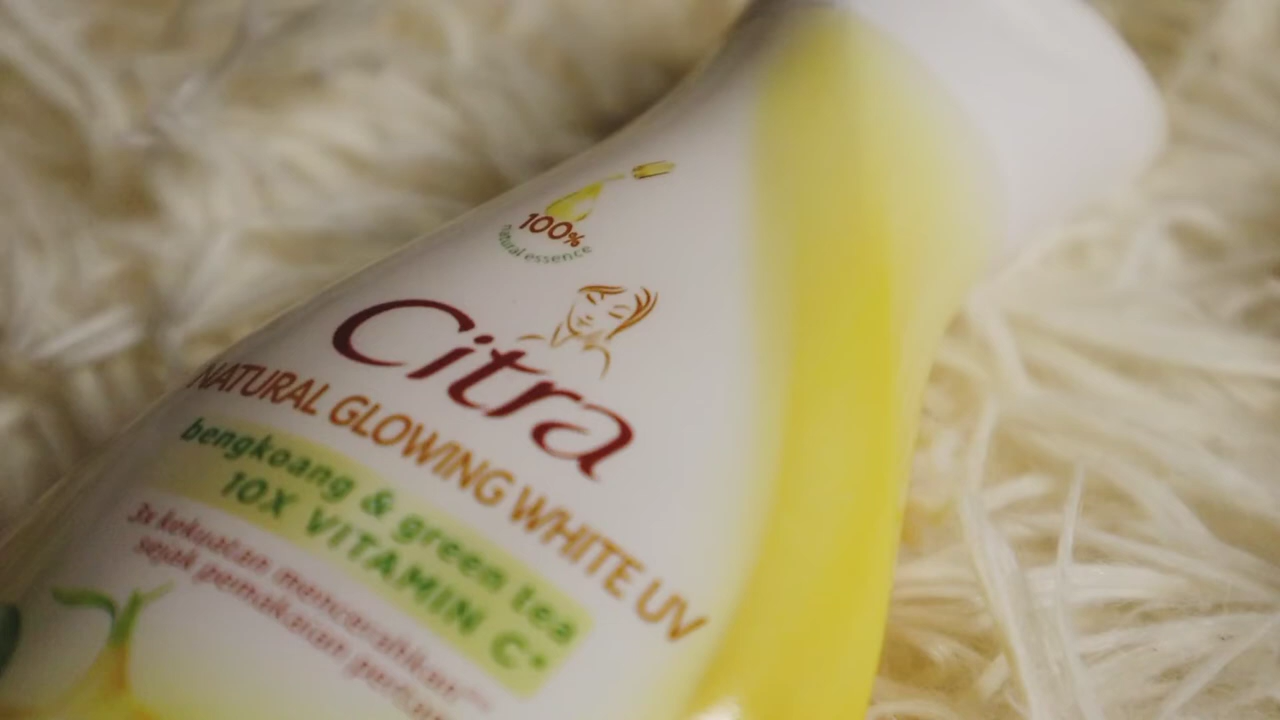 100%
natural essence
Citra
NATURAL GLOWING WHITE UV
bengkoang & green tea
10X VITAMIN C*
3x kekuatan mencerahkan***
sejak pemakaian